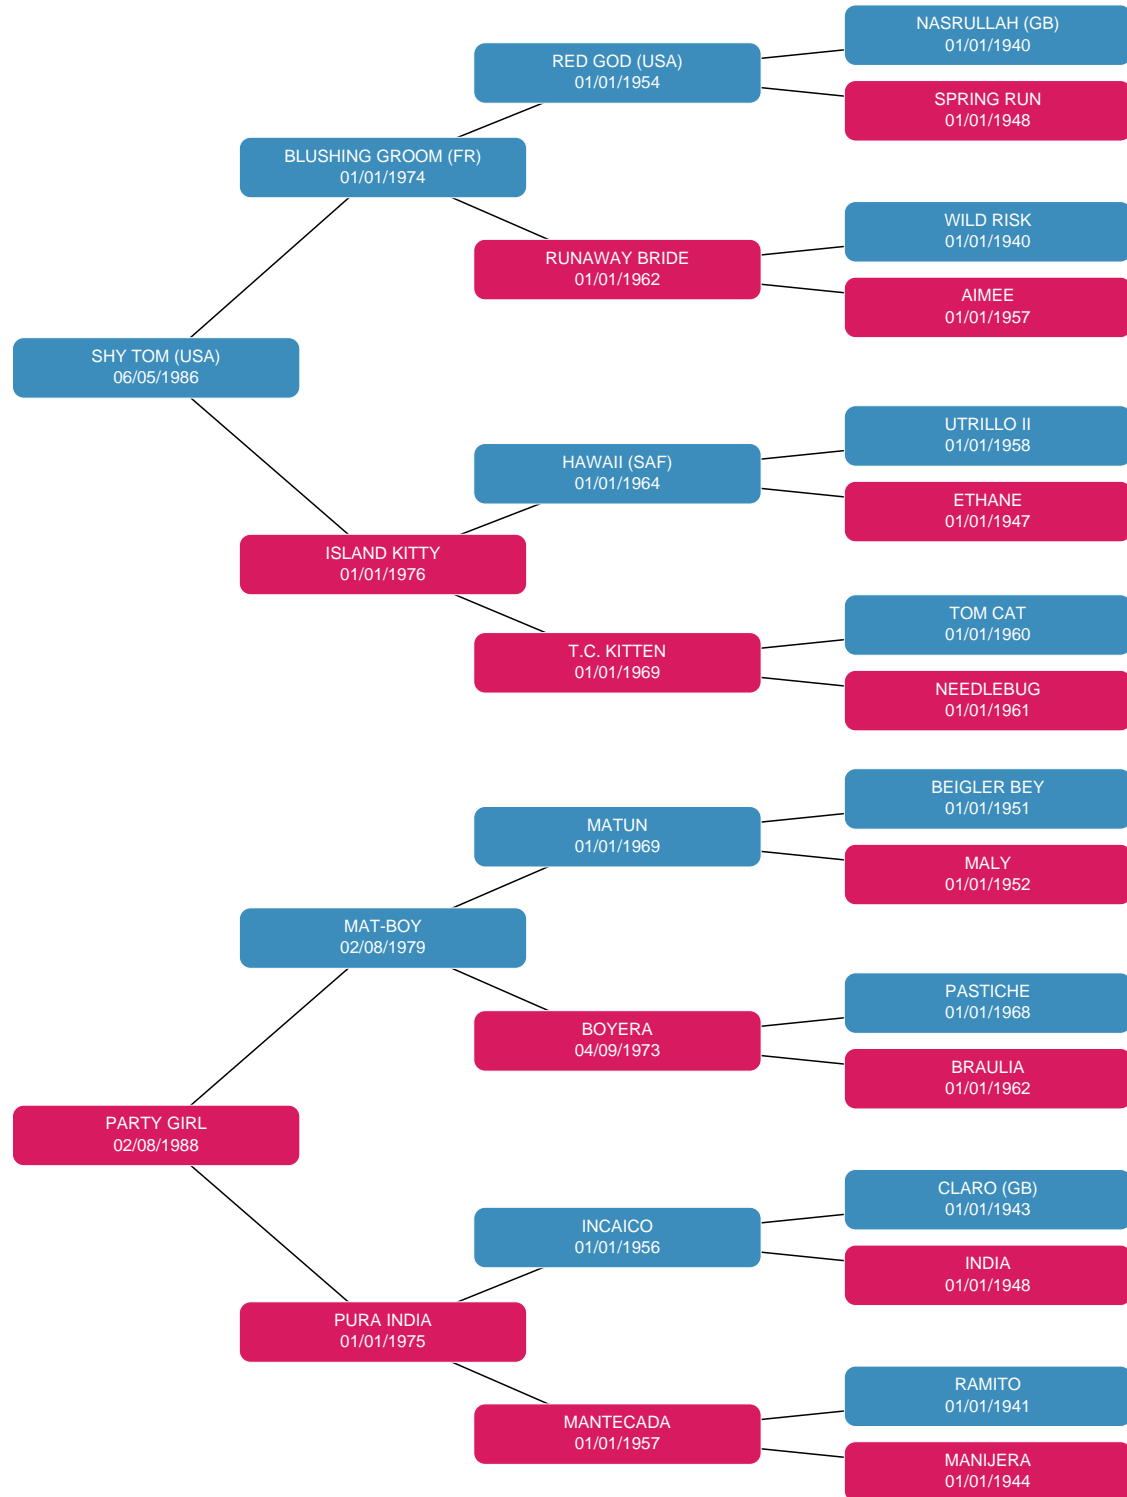 NASRULLAH (GB)
01/01/1940
RED GOD (USA)
01/01/1954
SPRING RUN
01/01/1948
BLUSHING GROOM (FR)
01/01/1974
WILD RISK
01/01/1940
RUNAWAY BRIDE
01/01/1962
AIMEE
01/01/1957
SHY TOM (USA)
06/05/1986
UTRILLO II
01/01/1958
HAWAII (SAF)
01/01/1964
ETHANE
01/01/1947
ISLAND KITTY
01/01/1976
TOM CAT
01/01/1960
T.C. KITTEN
01/01/1969
NEEDLEBUG
01/01/1961
BEIGLER BEY
01/01/1951
MATUN
01/01/1969
MALY
01/01/1952
MAT-BOY
02/08/1979
PASTICHE
01/01/1968
BOYERA
04/09/1973
BRAULIA
01/01/1962
PARTY GIRL
02/08/1988
CLARO (GB)
01/01/1943
INCAICO
01/01/1956
INDIA
01/01/1948
PURA INDIA
01/01/1975
RAMITO
01/01/1941
MANTECADA
01/01/1957
MANIJERA
01/01/1944